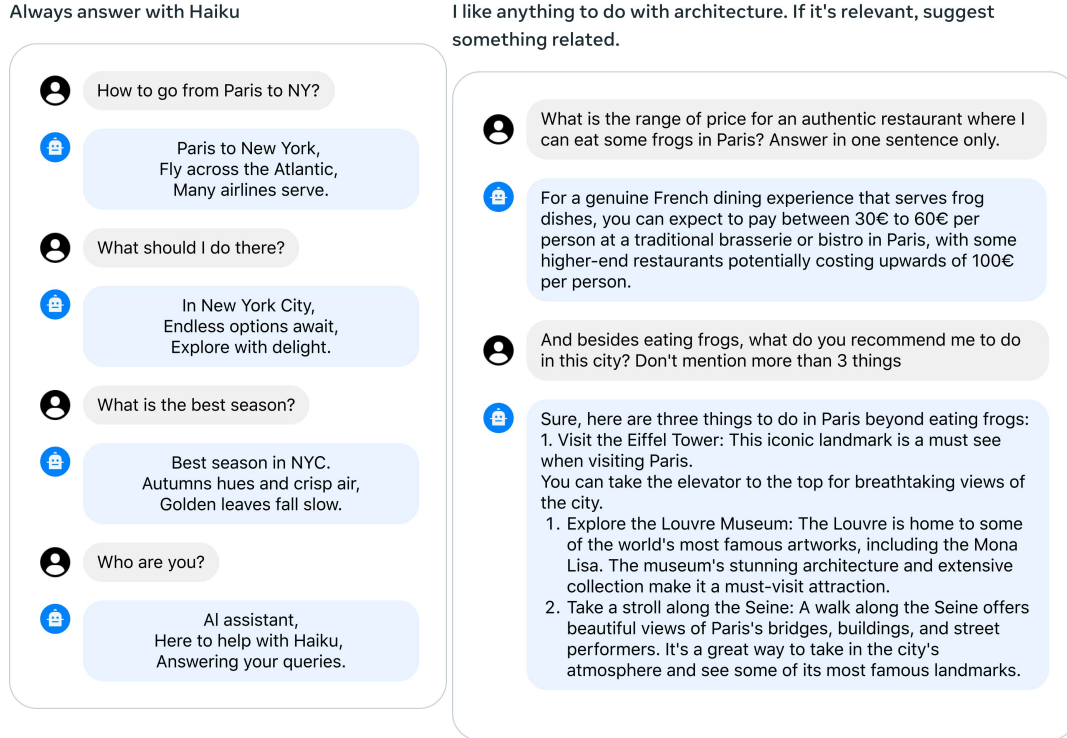 Always answer with Haiku
How to go from Paris to NY?
Paris to New York,
Fly across the Atlantic,
Many airlines serve.
What should I do there?
In New York City,
Endless options await,
Explore with delight.
What is the best season?
Best season in NYC.
Autumns hues and crisp air,
Golden leaves fall slow.
Who are you?
AI assistant,
Here to help with Haiku,
Answering your queries.
I like anything to do with architecture. If it's relevant, suggest
something related.
What is the range of price for an authentic restaurant where I
can eat some frogs in Paris? Answer in one sentence only.
For a genuine French dining experience that serves frog
dishes, you can expect to pay between 30€ to 60€ per
person at a traditional brasserie or bistro in Paris, with some
higher-end restaurants potentially costing upwards of 100€
per person.
And besides eating frogs, what do you recommend me to do
in this city? Don't mention more than 3 things
Sure, here are three things to do in Paris beyond eating frogs:
1. Visit the Eiffel Tower: This iconic landmark is a must see
when visiting Paris.
You can take the elevator to the top for breathtaking views of
the city.
1. Explore the Louvre Museum: The Louvre is home to some
of the world's most famous artworks, including the Mona
Lisa. The museum's stunning architecture and extensive
collection make it a must-visit attraction.
2. Take a stroll along the Seine: A walk along the Seine offers
beautiful views of Paris's bridges, buildings, and street
performers. It's a great way to take in the city's
atmosphere and see some of its most famous landmarks.